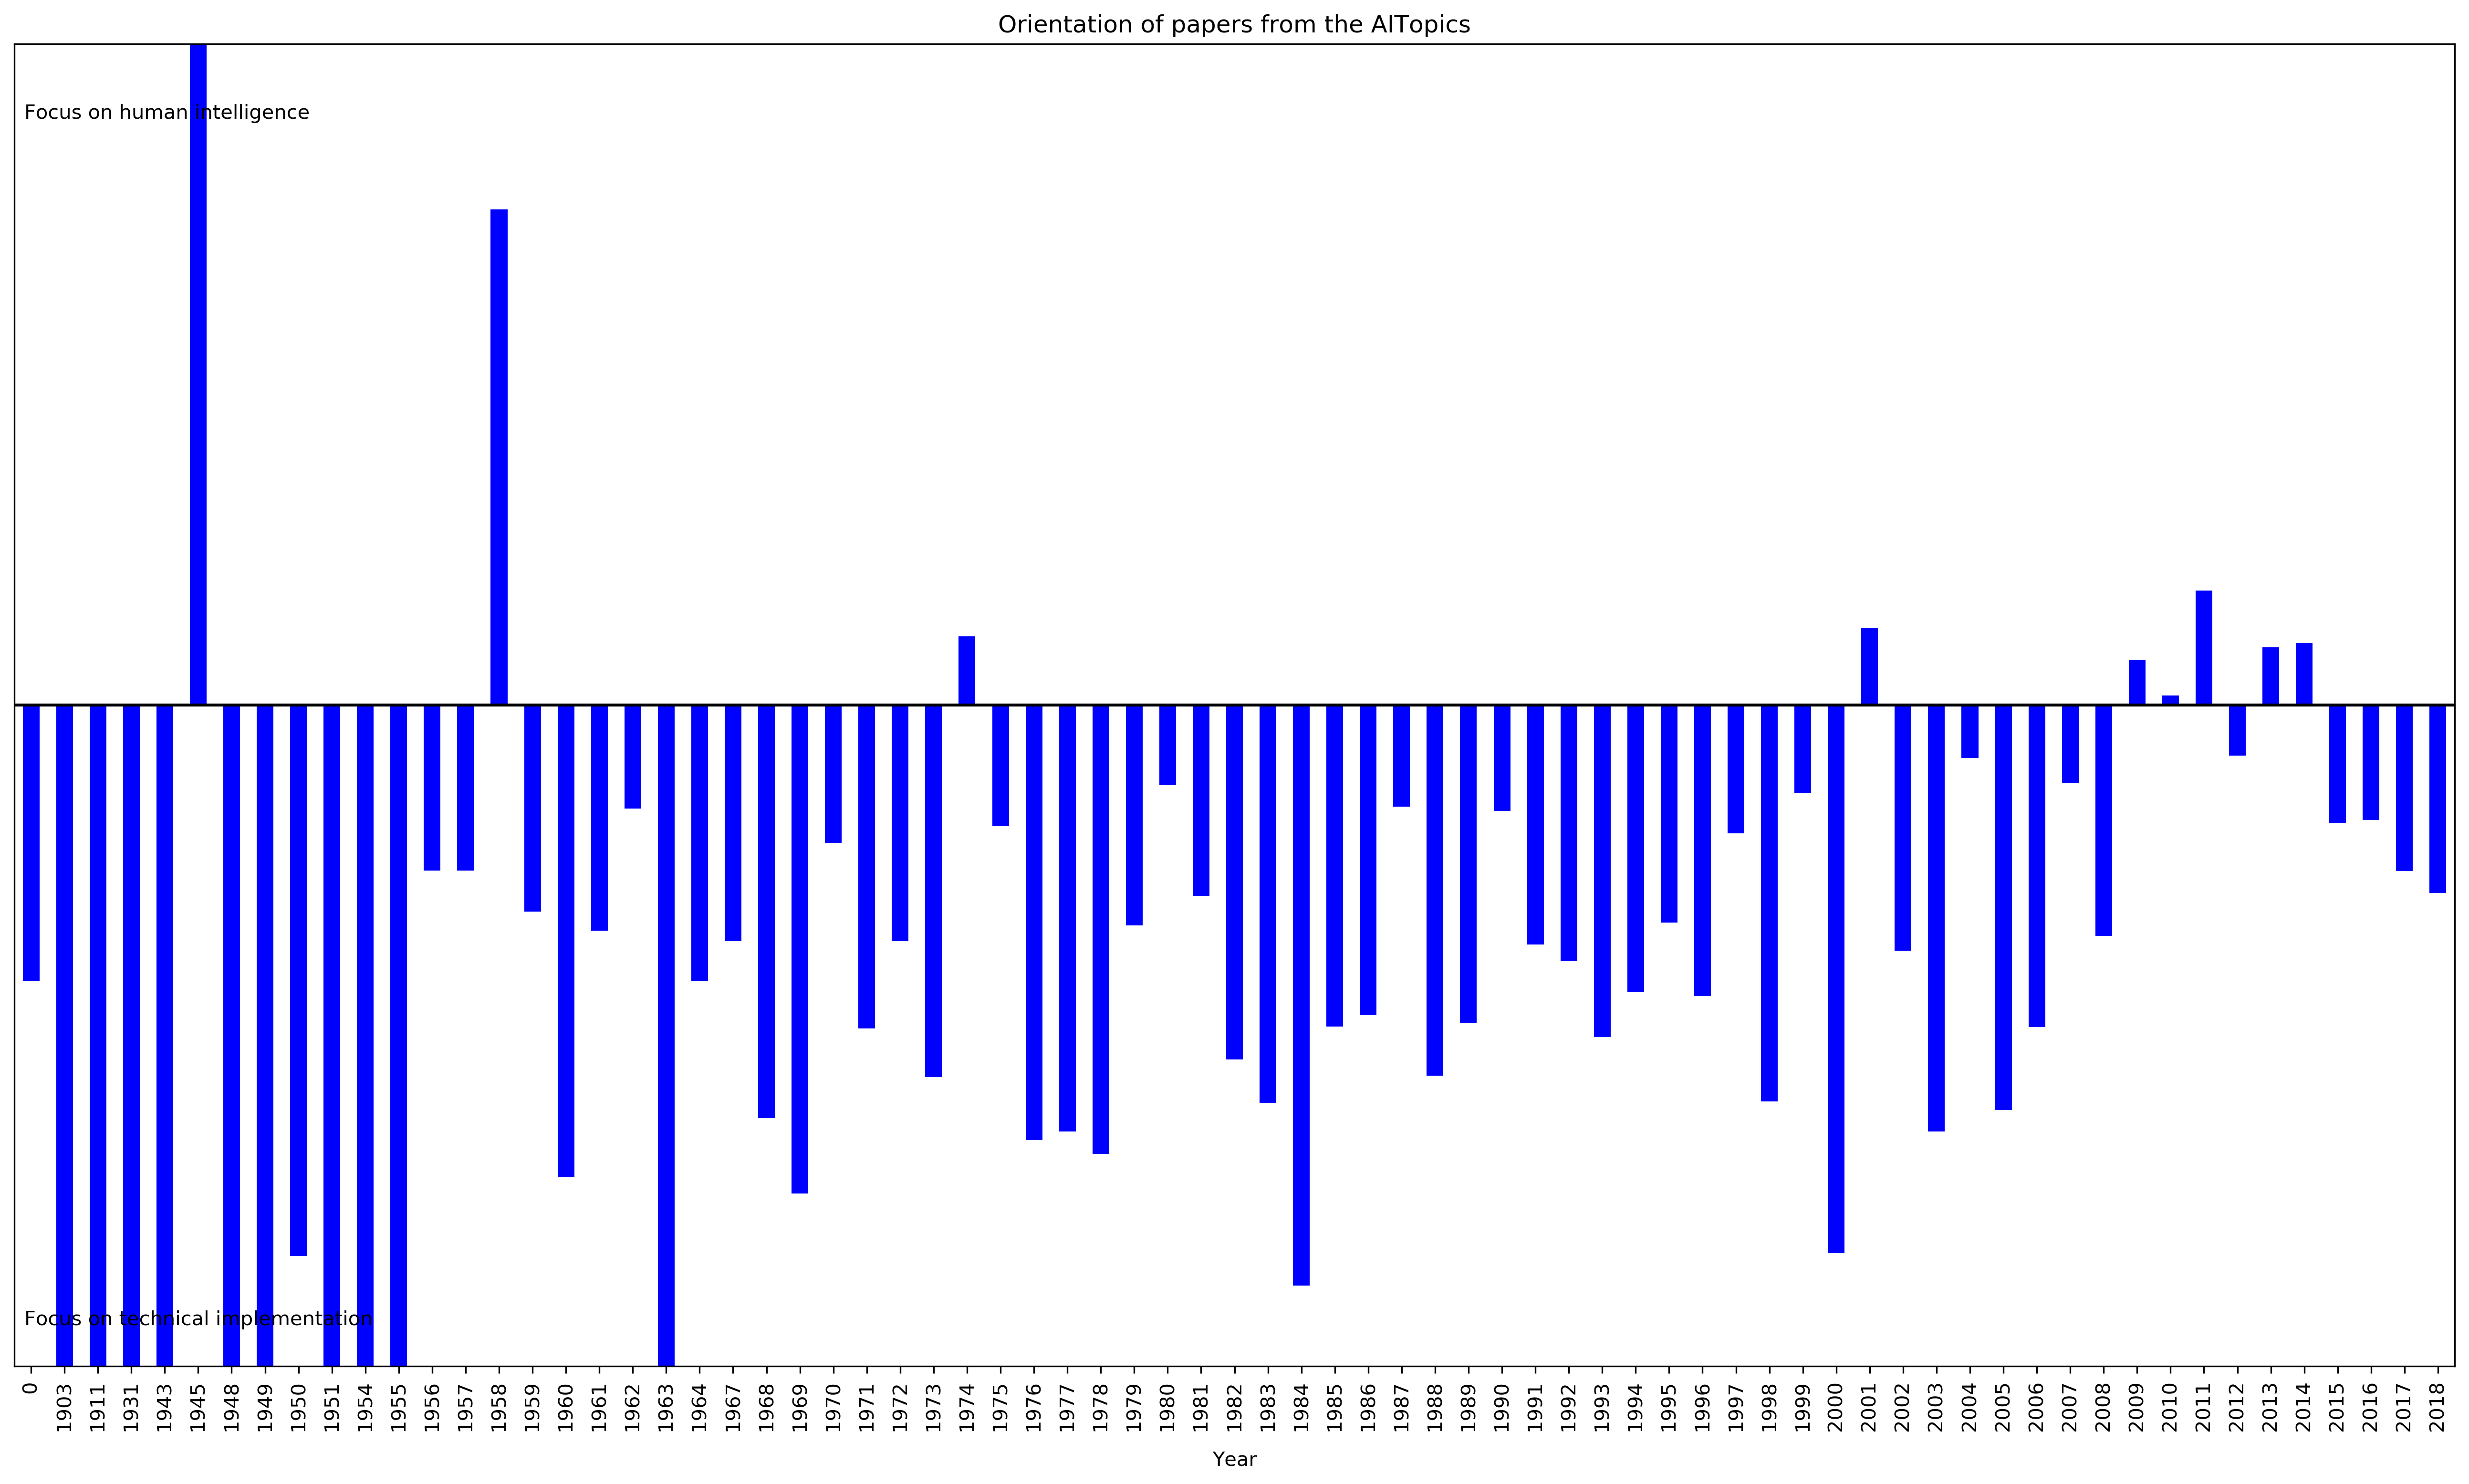 Orientation of papers from the AITopics
Focus on human intelligence
Focus on technical implementation
0 1903 1911 1931 1943 1945 1948 1949 1950 1951 1954 1955 1956 1957 1958 1959 1960 1961 1962 1963 1964 1967 1968 1969 1970 1971 1972 1973 1974 1975 1976 1977 1978 1979 1980 1981 1982 1983 1984 1985 1986 1987 1988 1989 1990 1991 1992 1993 1994 1995 1996 1997 1998 1999 2000 2001 2002 2003 2004 2005 2006 2007 2008 2009 2010 2011 2012 2013 2014 2015 2016 2017 2018
Year